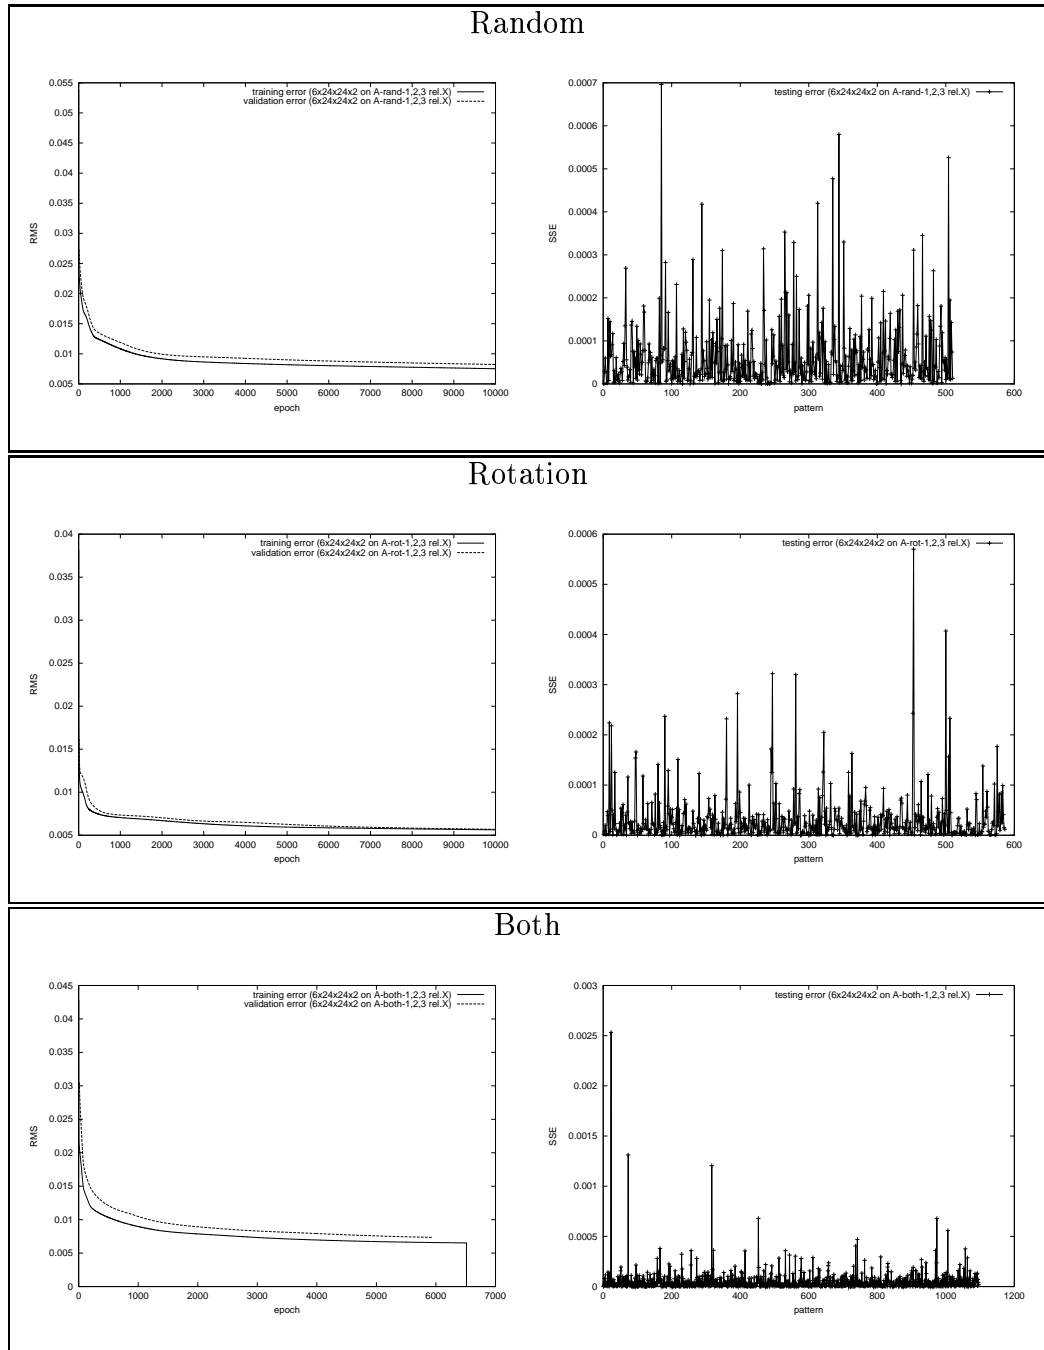 Random
0.055
0.05
0.045
0.04
0.035
0.03
0.025
0.02
0.015
0.01
0.005
RMS
0 1000 2000 3000 4000 5000 6000 7000 8000 9000 10000
epoch
training error (6x24x24x2 on A-rand-1,2,3 rel.X)
validation error (6x24x24x2 on A-rand-1,2,3 rel.X)
0.0007
0.0006
0.0005
0.0004
0.0003
0.0002
0.0001
0
SSE
0 100 200 300 400 500 600
pattern
testing error (6x24x24x2 on A-rand-1,2,3 rel.X)
Rotation
0.04
0.035
0.03
0.025
0.02
0.015
0.01
0.005
RMS
0 1000 2000 3000 4000 5000 6000 7000 8000 9000 10000
epoch
training error (6x24x24x2 on A-rot-1,2,3 rel.X)
validation error (6x24x24x2 on A-rot-1,2,3 rel.X)
0.0006
0.0005
0.0004
0.0003
0.0002
0.0001
0
SSE
0 100 200 300 400 500 600
pattern
testing error (6x24x24x2 on A-rot-1,2,3 rel.X)
Both
0.045
0.04
0.035
0.03
0.025
0.02
0.015
0.01
0.005
0
RMS
0 1000 2000 3000 4000 5000 6000 7000
epoch
training error (6x24x24x2 on A-both-1,2,3 rel.X)
validation error (6x24x24x2 on A-both-1,2,3 rel.X)
0.003
0.0025
0.002
0.0015
0.001
0.0005
0
SSE
0 200 400 600 800 1000 1200
pattern
testing error (6x24x24x2 on A-both-1,2,3 rel.X)